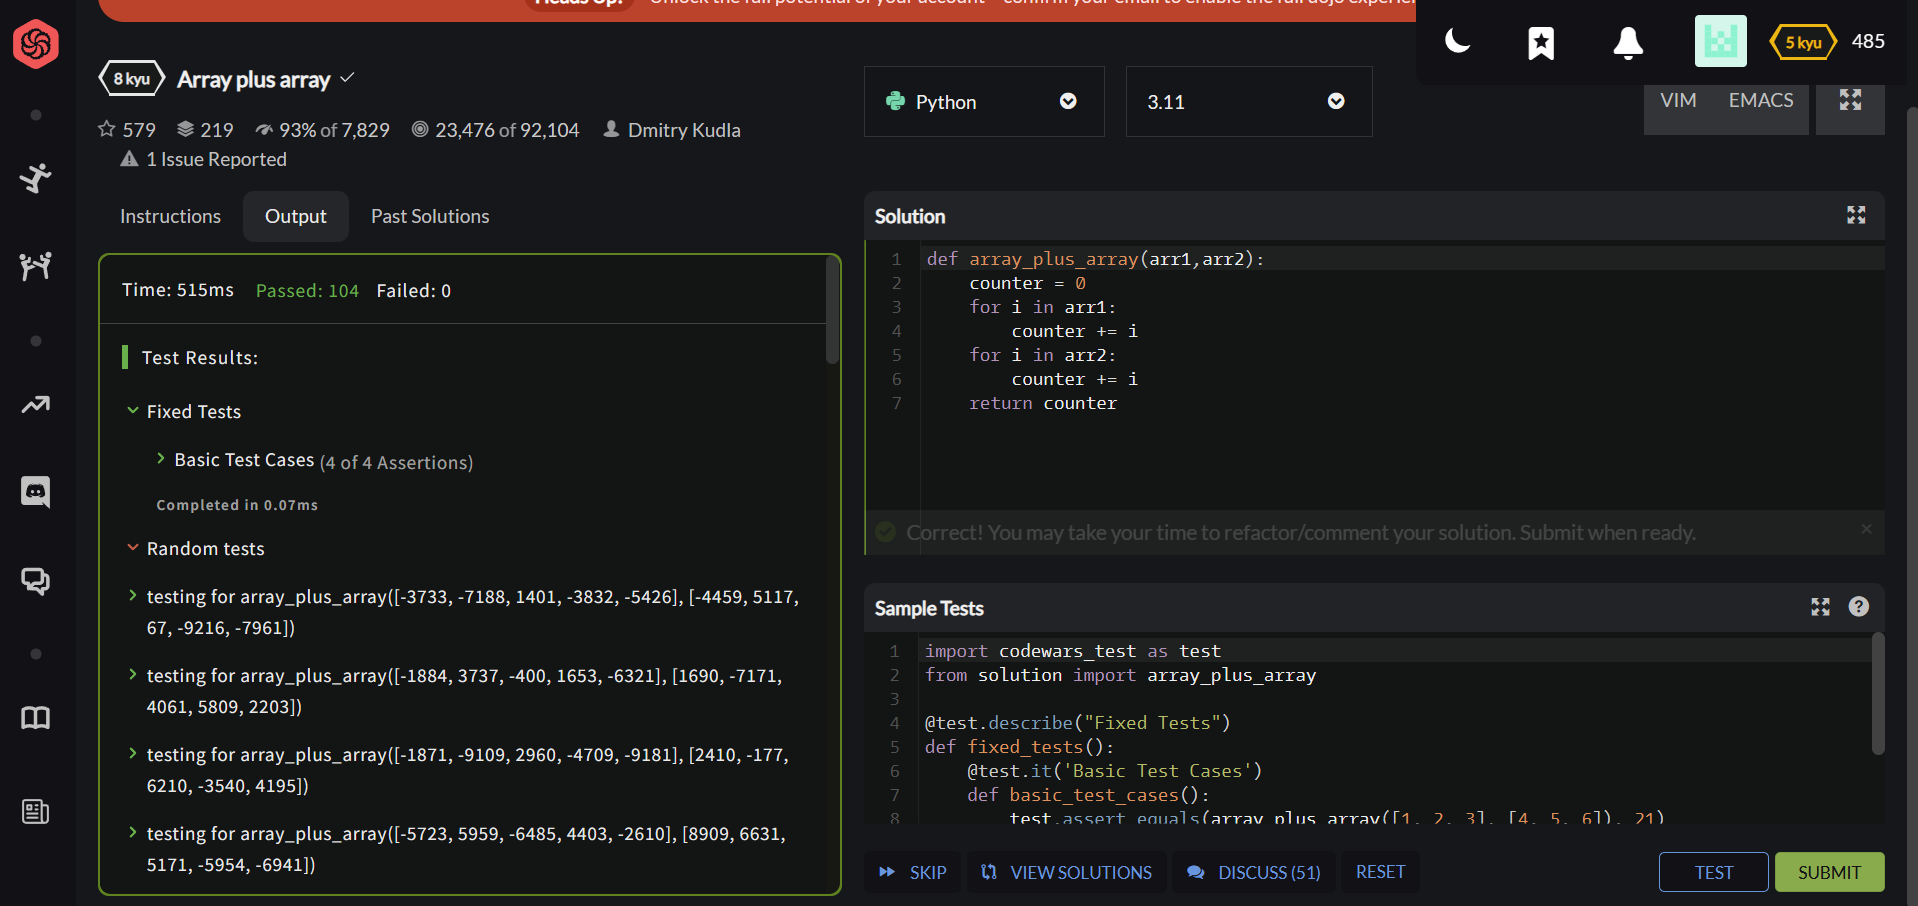 Heads Up! Unlock the full potential of your account - confirm your email to enable the full dojo
5 kyu 485
8 kyu Array plus array
Python 3.11
VIM EMACS
579 219 93% of 7,829 23,476 of 92,104 Dmitry Kudla
1 Issue Reported
Instructions Output Past Solutions
Time: 515ms Passed: 104 Failed: 0
Test Results:
Fixed Tests
Basic Test Cases (4 of 4 Assertions)
Completed in 0.07ms
Random tests
testing for array_plus_array([-3733, -7188, 1401, -3832, -5426], [-4459, 5117,
67, -9216, -7961])
testing for array_plus_array([-1884, 3737, -400, 1653, -6321], [1690, -7171,
4061, 5809, 2203])
testing for array_plus_array([-1871, -9109, 2960, -4709, -9181], [2410, -177,
6210, -3540, 4195])
testing for array_plus_array([-5723, 5959, -6485, 4403, -2610], [8909, 6631,
5171, -5954, -6941])
Solution
1 def array_plus_array(arr1,arr2):
2 counter = 0
3 for i in arr1:
4 counter += i
5 for i in arr2:
6 counter += i
7 return counter
Correct! You may take your time to refactor/comment your solution. Submit when ready.
Sample Tests
1 import codewars_test as test
2 from solution import array_plus_array
3
4 @test.describe("Fixed Tests")
5 def fixed_tests():
6 @test.it('Basic Test Cases')
7 def basic_test_cases():
8 test.assert_equals(array_plus_array([1, 2, 3], [4, 5, 6]), 21)
SKIP VIEW SOLUTIONS DISCUSS (51) RESET TEST SUBMIT